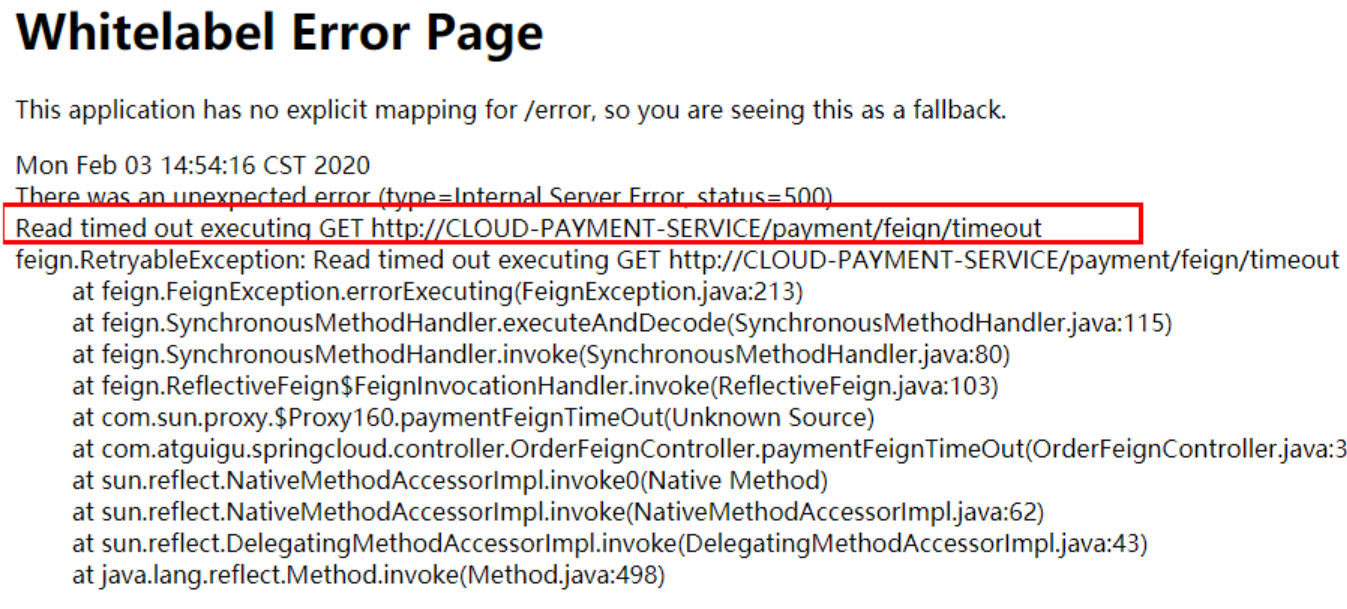 Whitelabel Error Page
This application has no explicit mapping for /error, so you are seeing this as a fallback.
Mon Feb 03 14:54:16 CST 2020
There was an unexpected error (type=Internal Server Error, status=500)
Read timed out executing GET http://CLOUD-PAYMENT-SERVICE/payment/feign/timeout
feign.RetryableException: Read timed out executing GET http://CLOUD-PAYMENT-SERVICE/payment/feign/timeout
at feign.FeignException.errorExecuting(FeignException.java:213)
at feign.SynchronousMethodHandler.executeAndDecode(SynchronousMethodHandler.java:115)
at feign.SynchronousMethodHandler.invoke(SynchronousMethodHandler.java:80)
at feign.ReflectiveFeign$FeignInvocationHandler.invoke(ReflectiveFeign.java:103)
at com.sun.proxy.$Proxy160.paymentFeignTimeOut(Unknown Source)
at com.atguigu.springcloud.controller.OrderFeignController.paymentFeignTimeOut(OrderFeignController.java:3
at sun.reflect.NativeMethodAccessorImpl.invoke0(Native Method)
at sun.reflect.NativeMethodAccessorImpl.invoke(NativeMethodAccessorImpl.java:62)
at sun.reflect.DelegatingMethodAccessorImpl.invoke(DelegatingMethodAccessorImpl.java:43)
at java.lang.reflect.Method.invoke(Method.java:498)